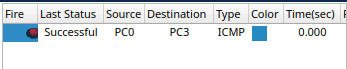 Fire Last Status Source Destination Type Color Time(sec)
Successful PC0 PC3 ICMP 0.000